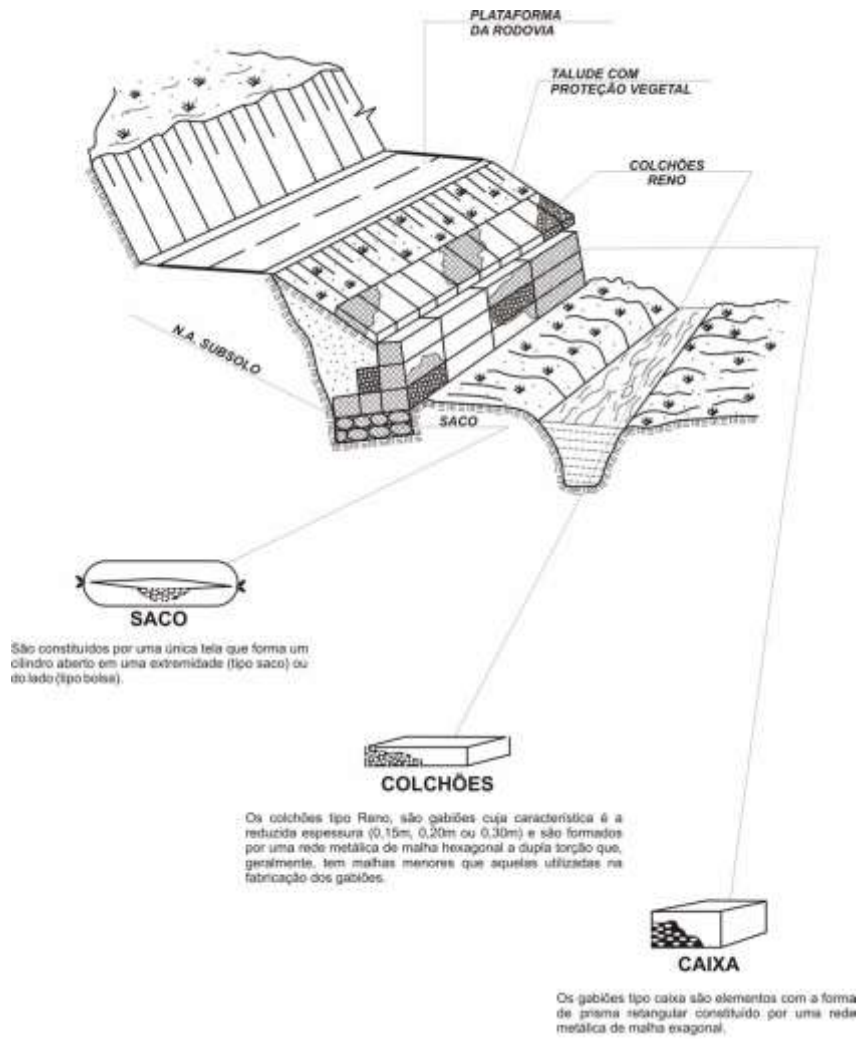 PLATAFORMA
DA RODOVIA
TALUDE COM
PROTEÇÃO VEGETAL
COLCHÕES
RENO
N.A. SUBSOLO
SACO
SACO
São constituídos por uma única tela que forma um
cilindro aberto em uma extremidade (tipo saco) ou
do lado (tipo bolsa).
COLCHÕES
Os colchões tipo Reno, são gabiões cuja característica é a
reduzida espessura (0,15m, 0,20m ou 0,30m) e são formados
por uma rede metálica de malha hexagonal a dupla torção que,
geralmente, tem malhas menores que aquelas utilizadas na
fabricação dos gabiões.
CAIXA
Os gabiões tipo caixa são elementos com a forma
de prisma retangular constituído por uma rede
metálica de malha exagonal.